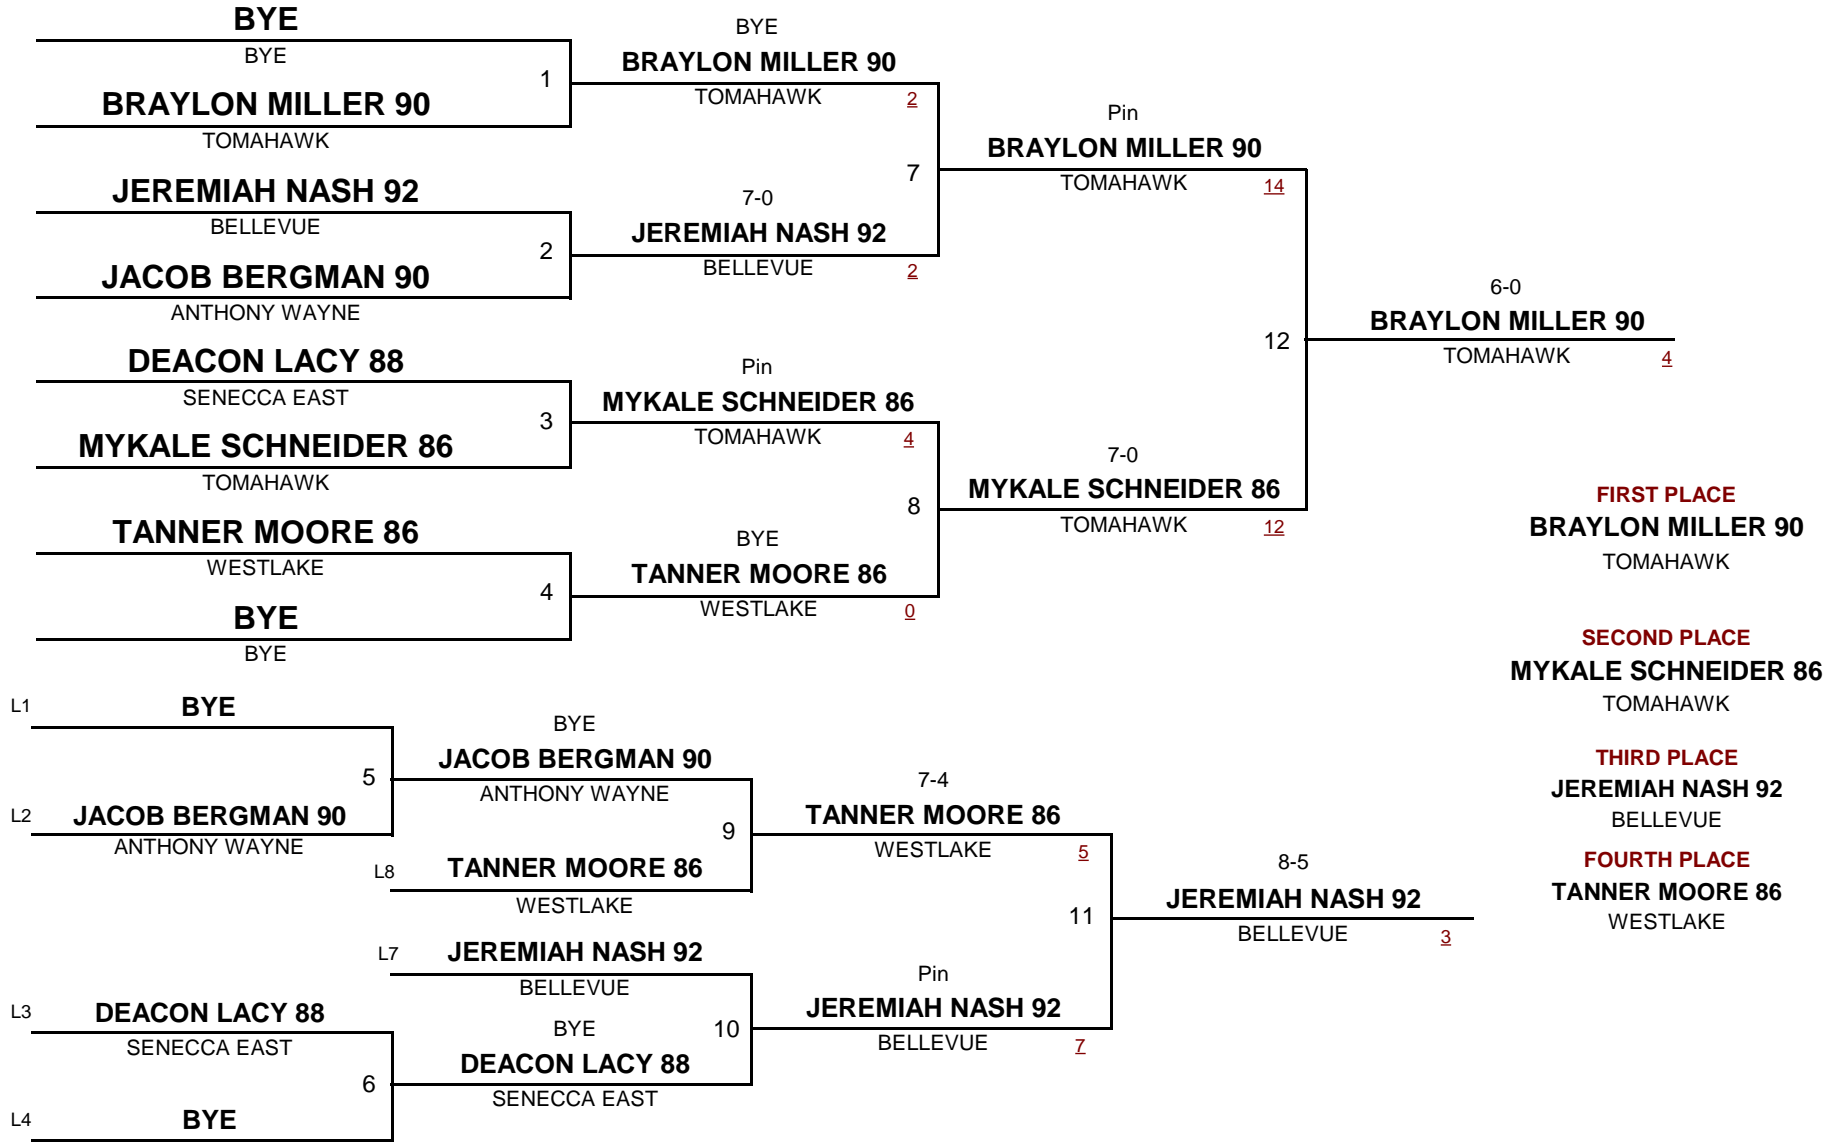 BYE
BYE
1
BRAYLON MILLER 90
TOMAHAWK
JEREMIAH NASH 92
BELLEVUE
2
JACOB BERGMAN 90
ANTHONY WAYNE
DEACON LACY 88
SENECCA EAST
3
MYKALE SCHNEIDER 86
TOMAHAWK
TANNER MOORE 86
WESTLAKE
4
BYE
BYE
BYE
BRAYLON MILLER 90
TOMAHAWK 2
7
7-0
JEREMIAH NASH 92
BELLEVUE 2
Pin
MYKALE SCHNEIDER 86
TOMAHAWK 4
8
BYE
TANNER MOORE 86
WESTLAKE 0
Pin
BRAYLON MILLER 90
TOMAHAWK 14
12
7-0
MYKALE SCHNEIDER 86
TOMAHAWK 12
6-0
BRAYLON MILLER 90
TOMAHAWK 4
FIRST PLACE
BRAYLON MILLER 90
TOMAHAWK
SECOND PLACE
MYKALE SCHNEIDER 86
TOMAHAWK
THIRD PLACE
JEREMIAH NASH 92
BELLEVUE
FOURTH PLACE
TANNER MOORE 86
WESTLAKE
L1 BYE
5
L2 JACOB BERGMAN 90
ANTHONY WAYNE
L3 DEACON LACY 88
SENECCA EAST
6
L4 BYE
BYE
JACOB BERGMAN 90
ANTHONY WAYNE
9
L8 TANNER MOORE 86
WESTLAKE
L7 JEREMIAH NASH 92
BELLEVUE
BYE 10
DEACON LACY 88
SENECCA EAST
7-4
TANNER MOORE 86
WESTLAKE 5
11
Pin
JEREMIAH NASH 92
BELLEVUE 7
8-5
JEREMIAH NASH 92
BELLEVUE 3